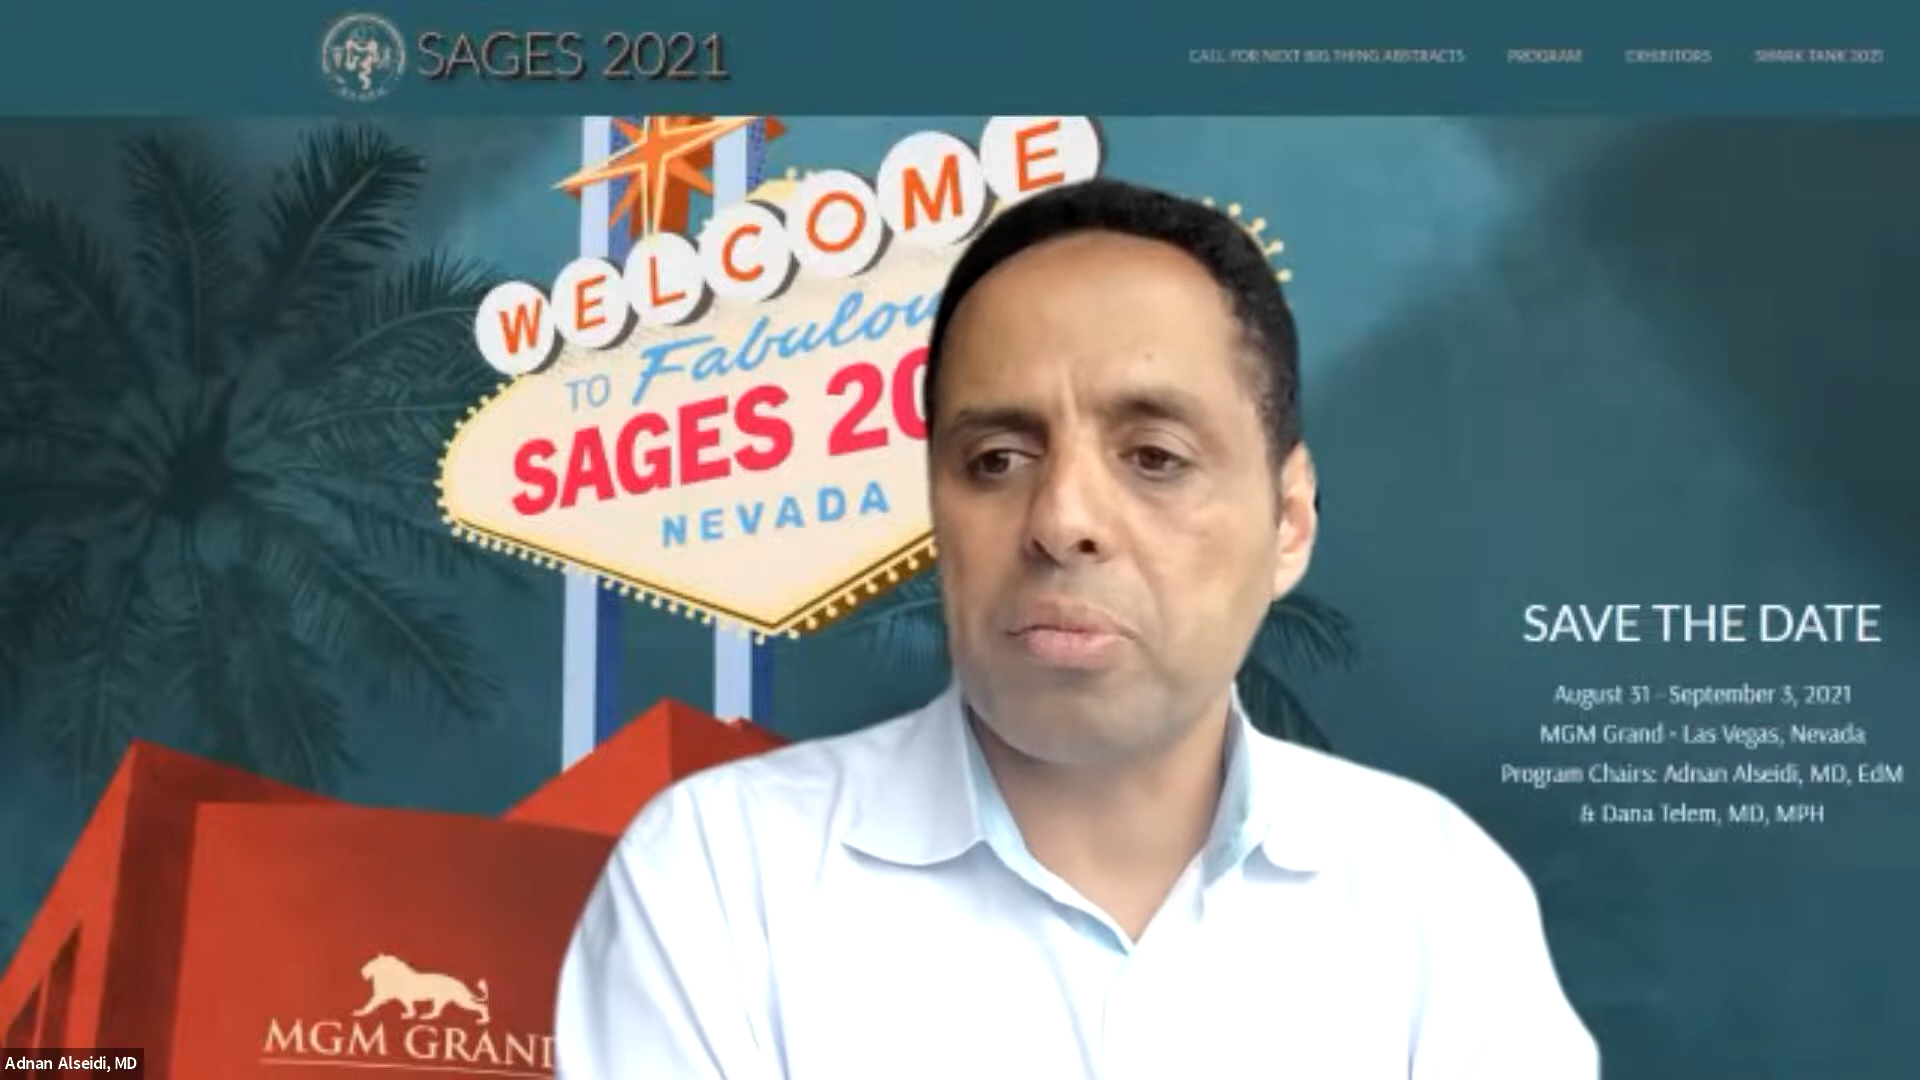 SAGES 2021
CALL FOR NEXT BIG THING ABSTRACTS PROGRAM EXHIBITORS SHARK TANK 2021
WELCOME
TO Fabulou
SAGES 20
NEVADA
SAVE THE DATE
August 31 - September 3, 2021
MGM Grand • Las Vegas, Nevada
Program Chairs: Adnan Alseidi, MD, EdM
& Dana Telem, MD, MPH
MGM GRAND
Adnan Alseidi, MD